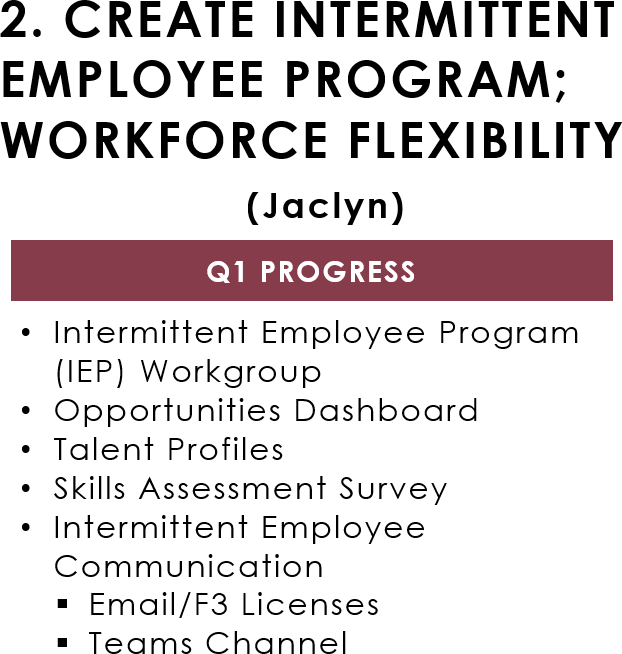 2. CREATE INTERMITTENT
EMPLOYEE PROGRAM;
WORKFORCE FLEXIBILITY
(Jaclyn)
Q1 PROGRESS
• Intermittent Employee Program
(IEP) Workgroup
• Opportunities Dashboard
• Talent Profiles
• Skills Assessment Survey
• Intermittent Employee
Communication
▪ Email/F3 Licenses
▪ Teams Channel